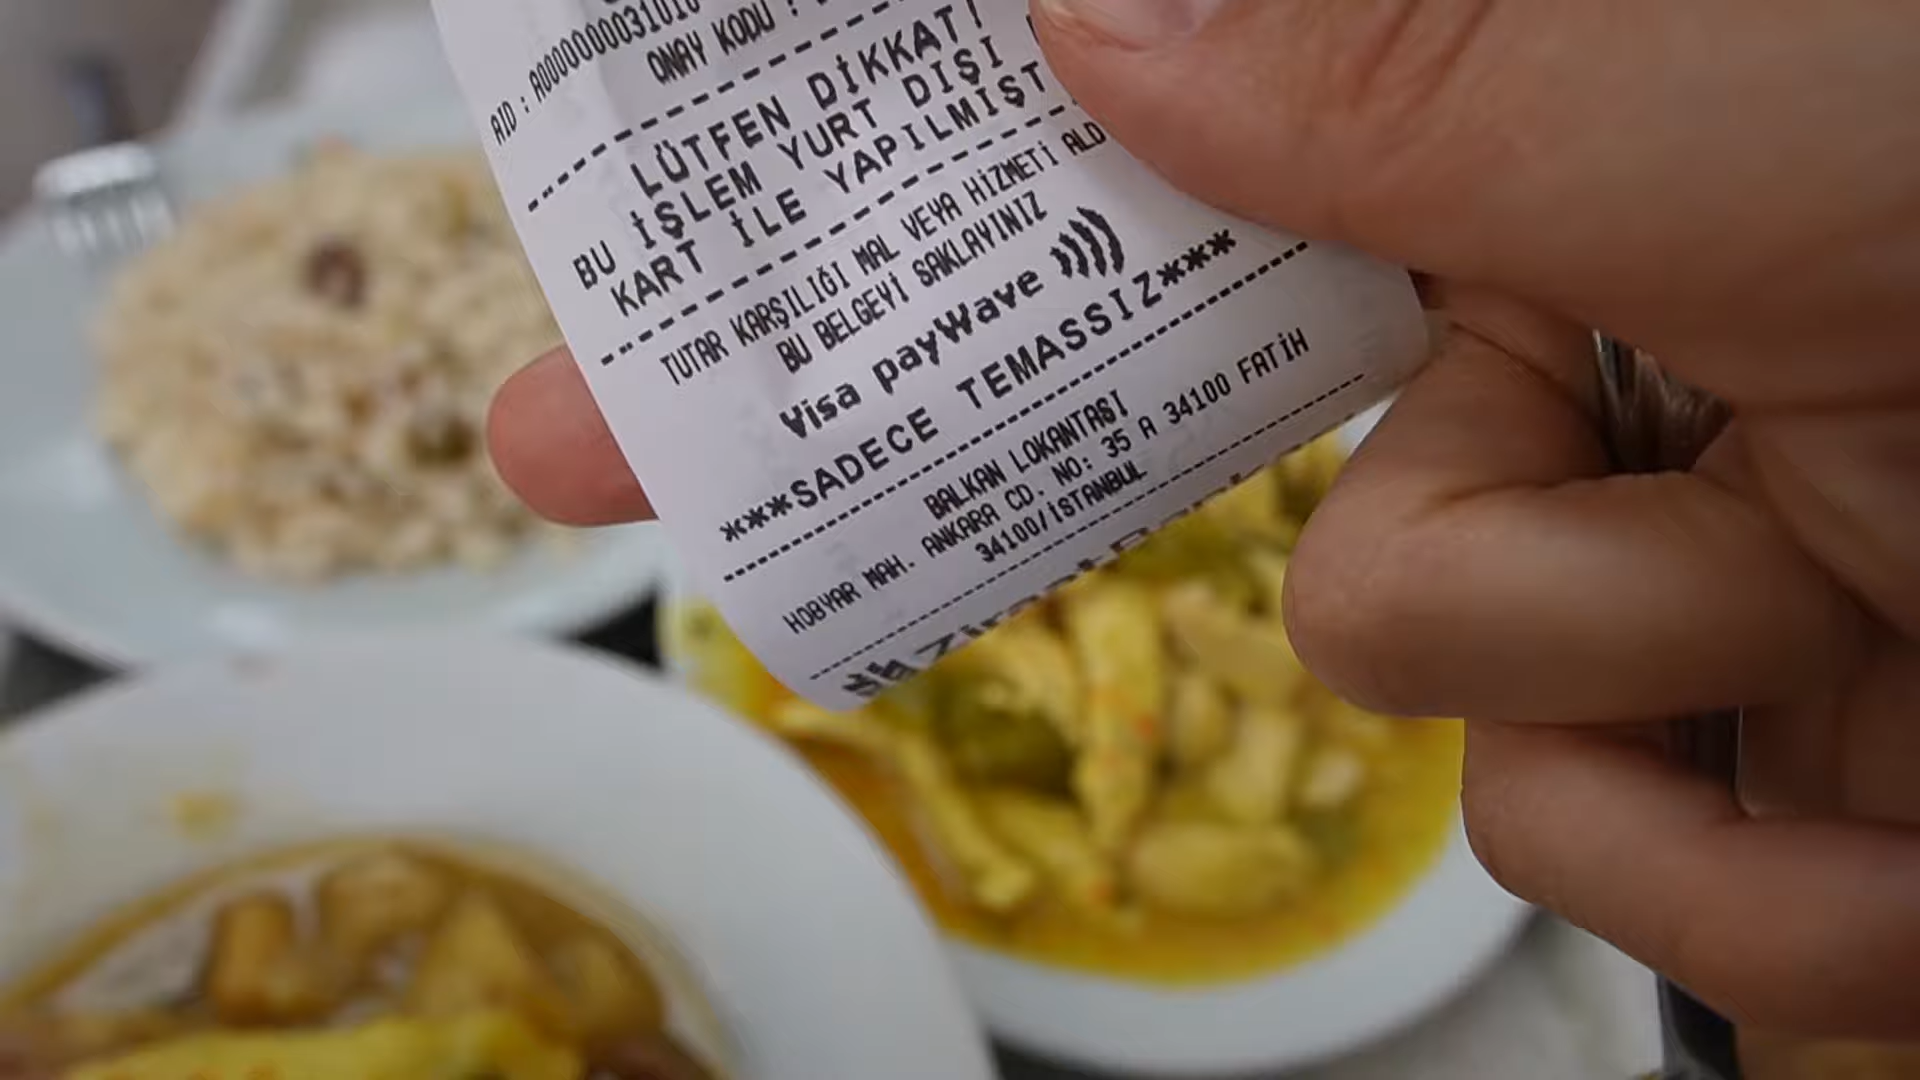 AID : A0000000031010
ONAY KODU :
LÜTFEN DİKKAT!
BU İŞLEM YURT DIŞI
KART İLE YAPILMIŞT
TUTAR KARŞILIĞI MAL VEYA HİZMETİ ALD
BU BELGEYİ SAKLAYINIZ
Visa payWave
***SADECE TEMASSIZ***
BALKAN LOKANTASI
HOBYAR MAH. ANKARA CD. NO: 35 A 34100 FATİH
34100/İSTANBUL